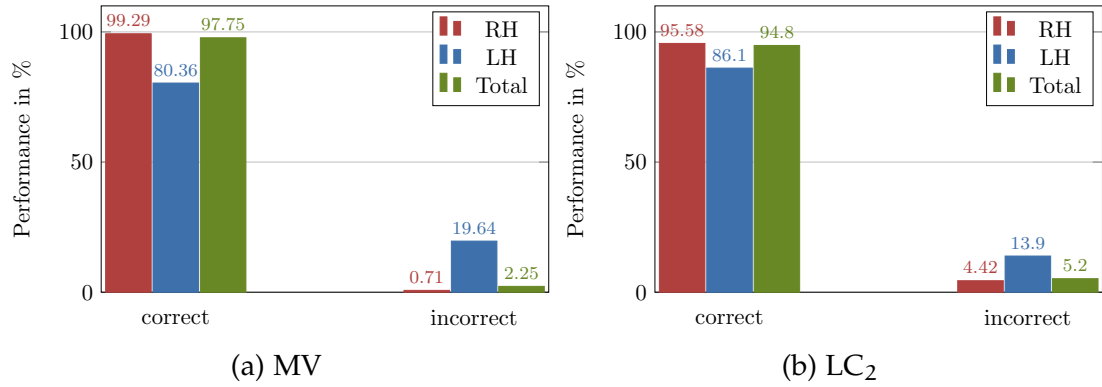 Performance in %
100
50
0
99.29
80.36
97.75
0.71
19.64
2.25
RH
LH
Total
correct
incorrect
(a) MV
Performance in %
100
50
0
95.58
86.1
94.8
4.42
13.9
5.2
RH
LH
Total
correct
incorrect
(b) LC₂